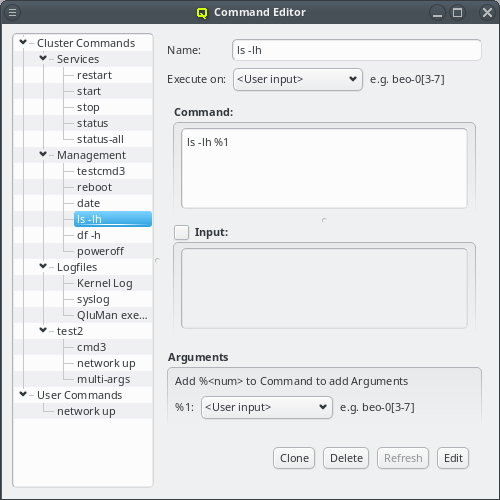 Command Editor
Cluster Commands
Services
restart
start
stop
status
status-all
Management
testcmd3
reboot
date
ls -lh
df -h
poweroff
Logfiles
Kernel Log
syslog
QluMan exe...
test2
cmd3
network up
multi-args
User Commands
network up
Name: ls -lh
Execute on: <User input> e.g. beo-0[3-7]
Command:
ls -lh %1
Input:
Arguments
Add %<num> to Command to add Arguments
%1: <User input> e.g. beo-0[3-7]
Clone Delete Refresh Edit